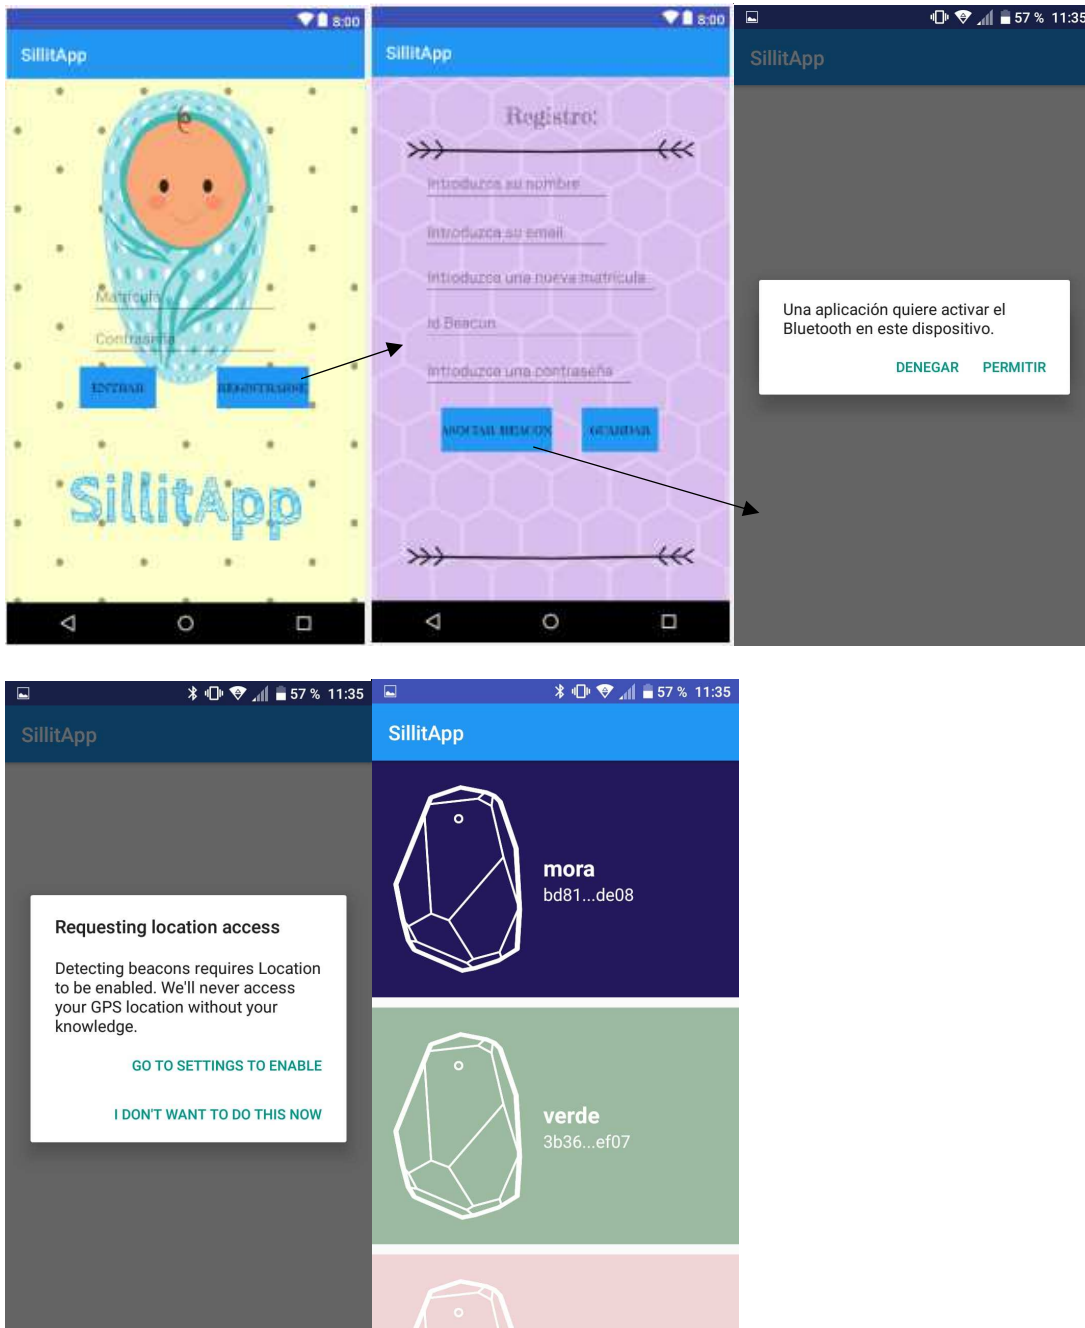 8:00
SillitApp
Matrícula
Contraseña
ENTRAR
REGISTRARSE
SillitApp
8:00
SillitApp
Registro:
Introduzca su nombre
Introduzca su email
Introduzca una nueva matrícula
Id Beacon
Introduzca una contraseña
ASOCIAR BEACON
GUARDAR
57 % 11:35
SillitApp
Una aplicación quiere activar el
Bluetooth en este dispositivo.
DENEGAR PERMITIR
57 % 11:35
SillitApp
Requesting location access
Detecting beacons requires Location
to be enabled. We'll never access
your GPS location without your
knowledge.
GO TO SETTINGS TO ENABLE
I DON'T WANT TO DO THIS NOW
57 % 11:35
SillitApp
mora
bd81...de08
verde
3b36...ef07